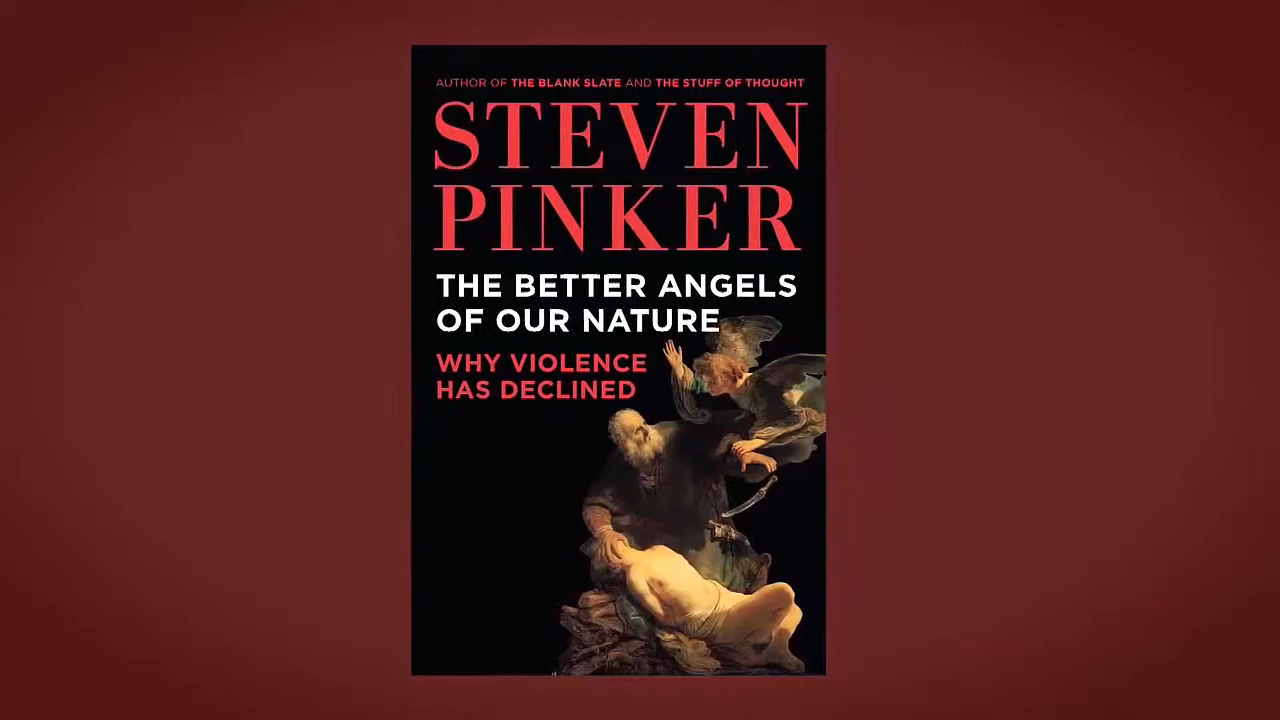 AUTHOR OF THE BLANK SLATE AND THE STUFF OF THOUGHT
STEVEN
PINKER
THE BETTER ANGELS
OF OUR NATURE
WHY VIOLENCE
HAS DECLINED